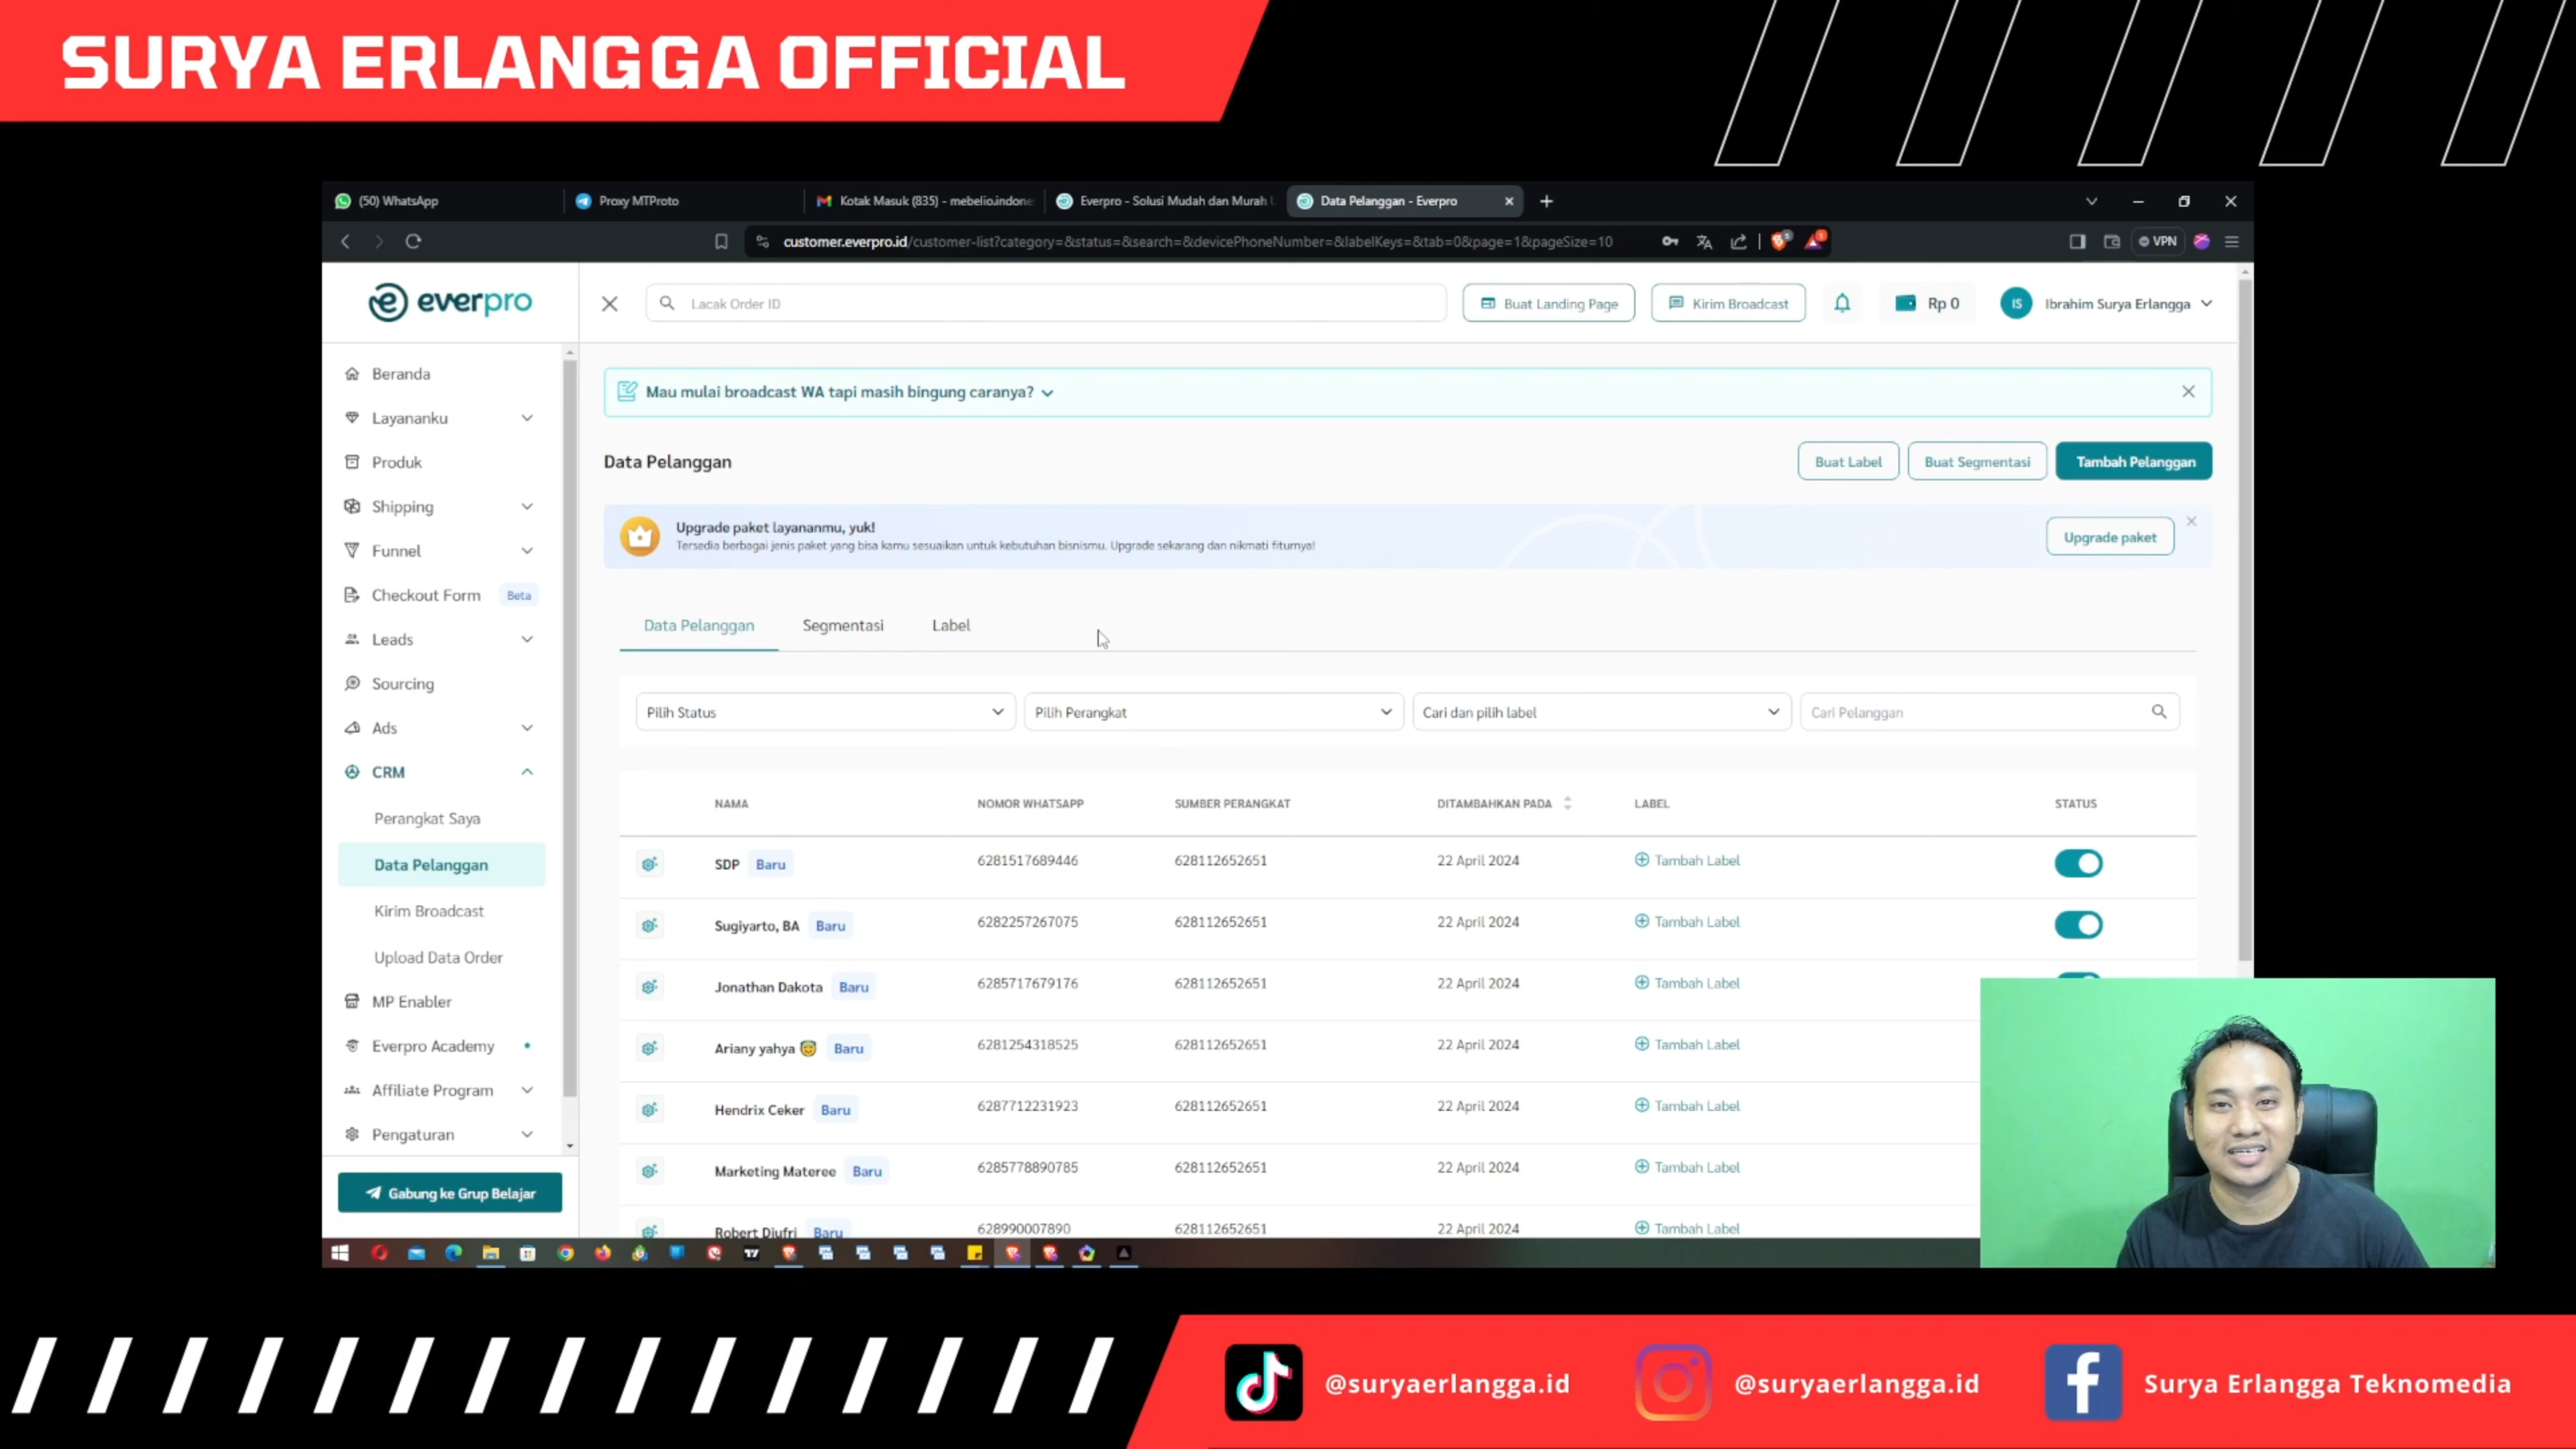 SURYA ERLANGGA OFFICIAL
(50) WhatsApp
Proxy MTProto
Kotak Masuk (835) - mebelio.indone
Everpro - Solusi Mudah dan Murah
Data Pelanggan - Everpro
customer.everpro.id/customer-list?category=&status=&search=&devicePhoneNumber=&labelKeys=&tab=0&page=1&pageSize=10
VPN
everpro
Lacak Order ID
Buat Landing Page
Kirim Broadcast
Rp 0
IS
Ibrahim Surya Erlangga
Beranda
Layananku
Produk
Shipping
Funnel
Checkout Form Beta
Leads
Sourcing
Ads
CRM
Perangkat Saya
Data Pelanggan
Kirim Broadcast
Upload Data Order
MP Enabler
Everpro Academy
Affiliate Program
Pengaturan
Gabung ke Grup Belajar
Mau mulai broadcast WA tapi masih bingung caranya?
Data Pelanggan
Buat Label
Buat Segmentasi
Tambah Pelanggan
Upgrade paket layananmu, yuk!
Tersedia berbagai jenis paket yang bisa kamu sesuaikan untuk kebutuhan bisnismu. Upgrade sekarang dan nikmati fiturnya!
Upgrade paket
Data Pelanggan Segmentasi Label
Pilih Status
Pilih Perangkat
Cari dan pilih label
Cari Pelanggan
NAMA NOMOR WHATSAPP SUMBER PERANGKAT DITAMBAHKAN PADA LABEL STATUS
SDP Baru 6281517689446 628112652651 22 April 2024 Tambah Label
Sugiyarto, BA Baru 6282257267075 628112652651 22 April 2024 Tambah Label
Jonathan Dakota Baru 6285717679176 628112652651 22 April 2024 Tambah Label
Ariany yahya 😇 Baru 6281254318525 628112652651 22 April 2024 Tambah Label
Hendrix Ceker Baru 6287712231923 628112652651 22 April 2024 Tambah Label
Marketing Materee Baru 6285778890785 628112652651 22 April 2024 Tambah Label
Robert Djufri Baru 628990007890 628112652651 22 April 2024 Tambah Label
@suryaerlangga.id
@suryaerlangga.id
Surya Erlangga Teknomedia